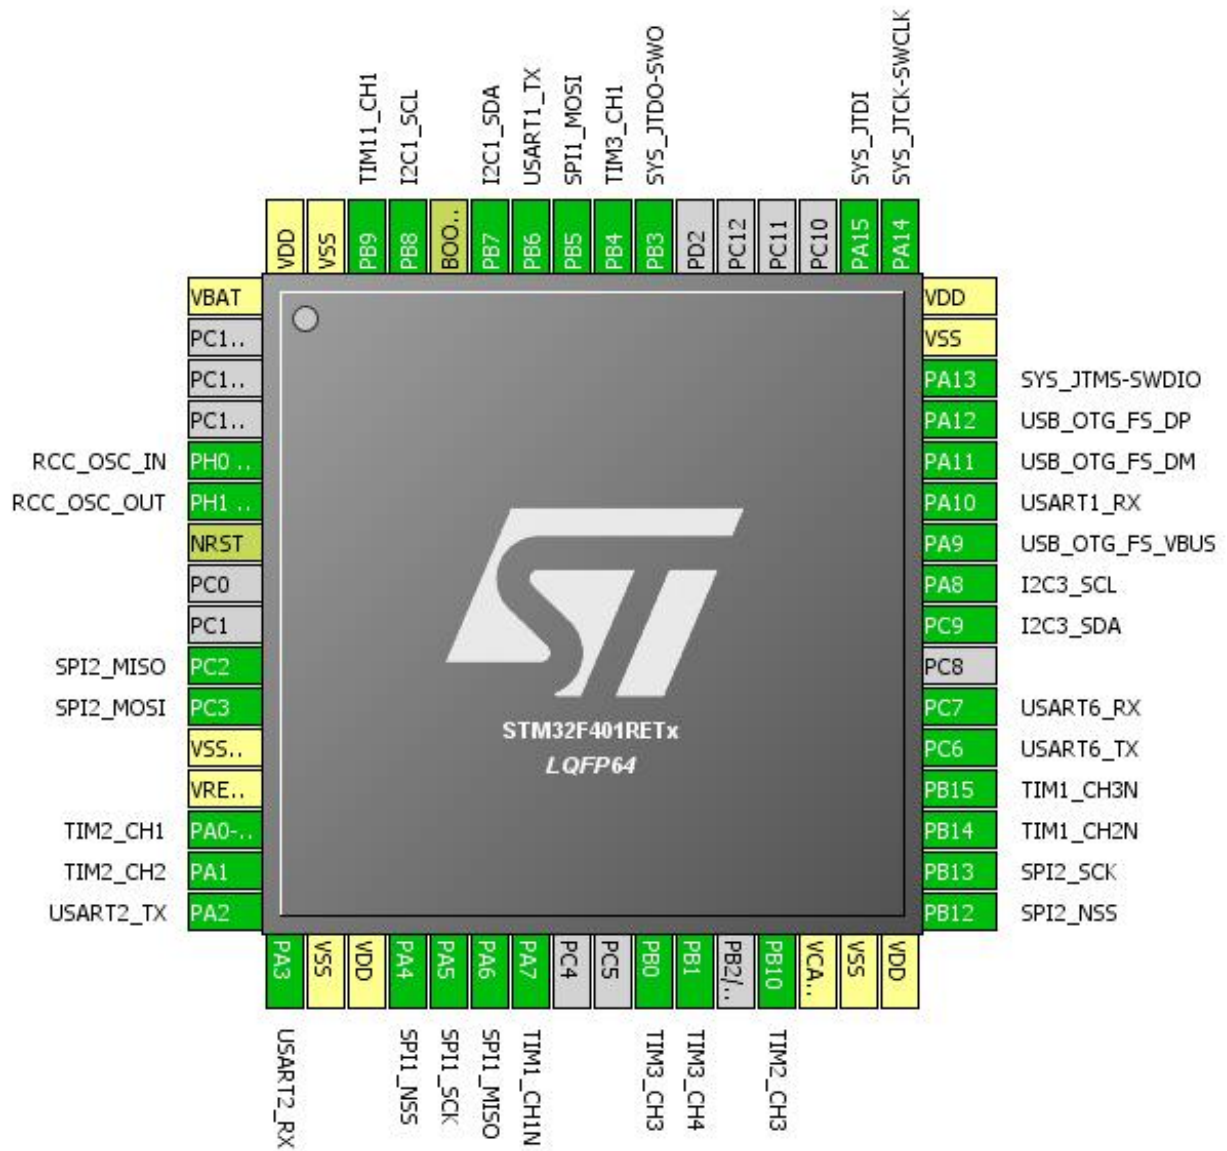 TIM11_CH1
I2C1_SCL
I2C1_SDA
USART1_TX
SPI1_MOSI
TIM3_CH1
SYS_JTDO-SWO
SYS_JTDI
SYS_JTCK-SWCLK
VDD
VSS
PB9
PB8
BOO..
PB7
PB6
PB5
PB4
PB3
PD2
PC12
PC11
PC10
PA15
PA14
VBAT
PC1..
PC1..
PC1..
RCC_OSC_IN PH0 ..
RCC_OSC_OUT PH1 ..
NRST
PC0
PC1
SPI2_MISO PC2
SPI2_MOSI PC3
VSS..
VRE..
TIM2_CH1 PA0-..
TIM2_CH2 PA1
USART2_TX PA2
ST
STM32F401RETx
LQFP64
VDD
VSS
PA13 SYS_JTMS-SWDIO
PA12 USB_OTG_FS_DP
PA11 USB_OTG_FS_DM
PA10 USART1_RX
PA9 USB_OTG_FS_VBUS
PA8 I2C3_SCL
PC9 I2C3_SDA
PC8
PC7 USART6_RX
PC6 USART6_TX
PB15 TIM1_CH3N
PB14 TIM1_CH2N
PB13 SPI2_SCK
PB12 SPI2_NSS
PA3
VSS
VDD
PA4
PA5
PA6
PA7
PC4
PC5
PB0
PB1
PB2/..
PB10
VCA..
VSS
VDD
USART2_RX
SPI1_NSS
SPI1_SCK
SPI1_MISO
TIM1_CH1N
TIM3_CH3
TIM3_CH4
TIM2_CH3